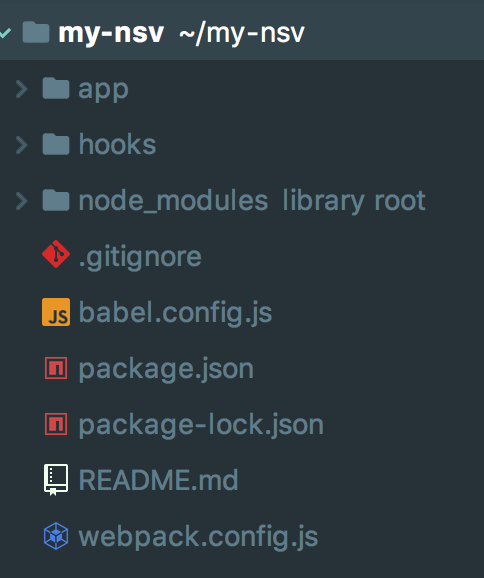 my-nsv ~/my-nsv
app
hooks
node_modules library root
.gitignore
JS babel.config.js
package.json
package-lock.json
README.md
webpack.config.js